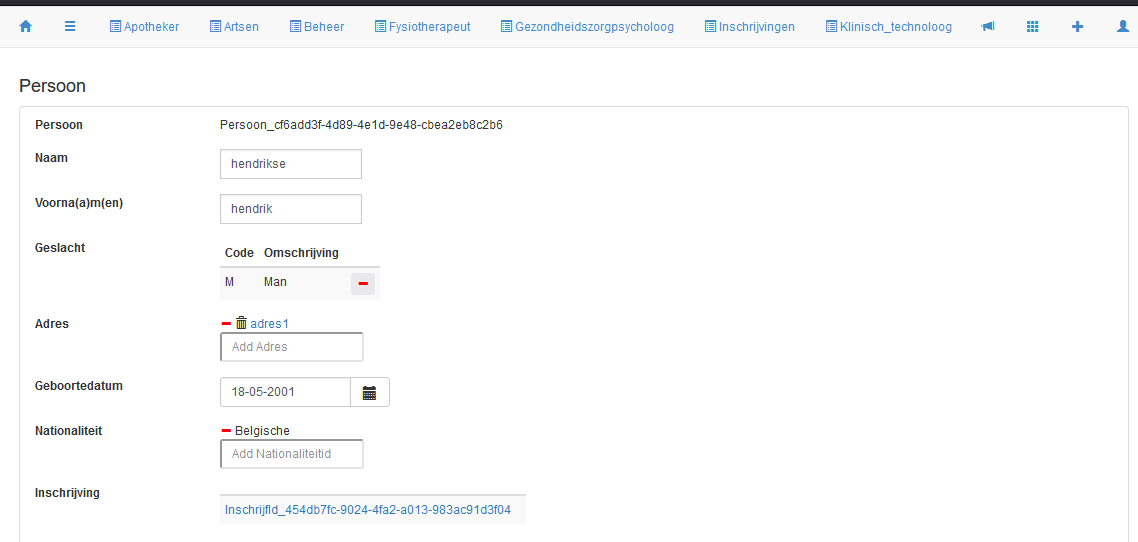 Apotheker Artsen Beheer Fysiotherapeut Gezondheidszorgpsycholoog Inschrijvingen Klinisch_technoloog
Persoon
Persoon Persoon_cf6add3f-4d89-4e1d-9e48-cbea2eb8c2b6
Naam hendrikse
Voorna(a)m(en) hendrik
Geslacht Code Omschrijving
M Man
Adres adres1
Add Adres
Geboortedatum 18-05-2001
Nationaliteit Belgische
Add Nationaliteitid
Inschrijving
InschrijfId_454db7fc-9024-4fa2-a013-983ac91d3f04